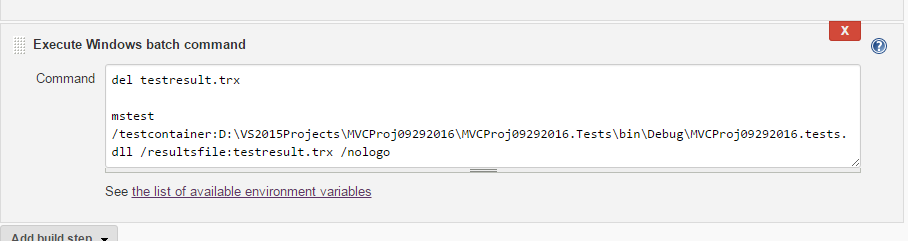 X
Execute Windows batch command
?
Command
del testresult.trx
mstest
/testcontainer:D:\VS2015Projects\MVCProj09292016\MVCProj09292016.Tests\bin\Debug\MVCProj09292016.tests.
dll /resultsfile:testresult.trx /nologo
See the list of available environment variables
Add build step